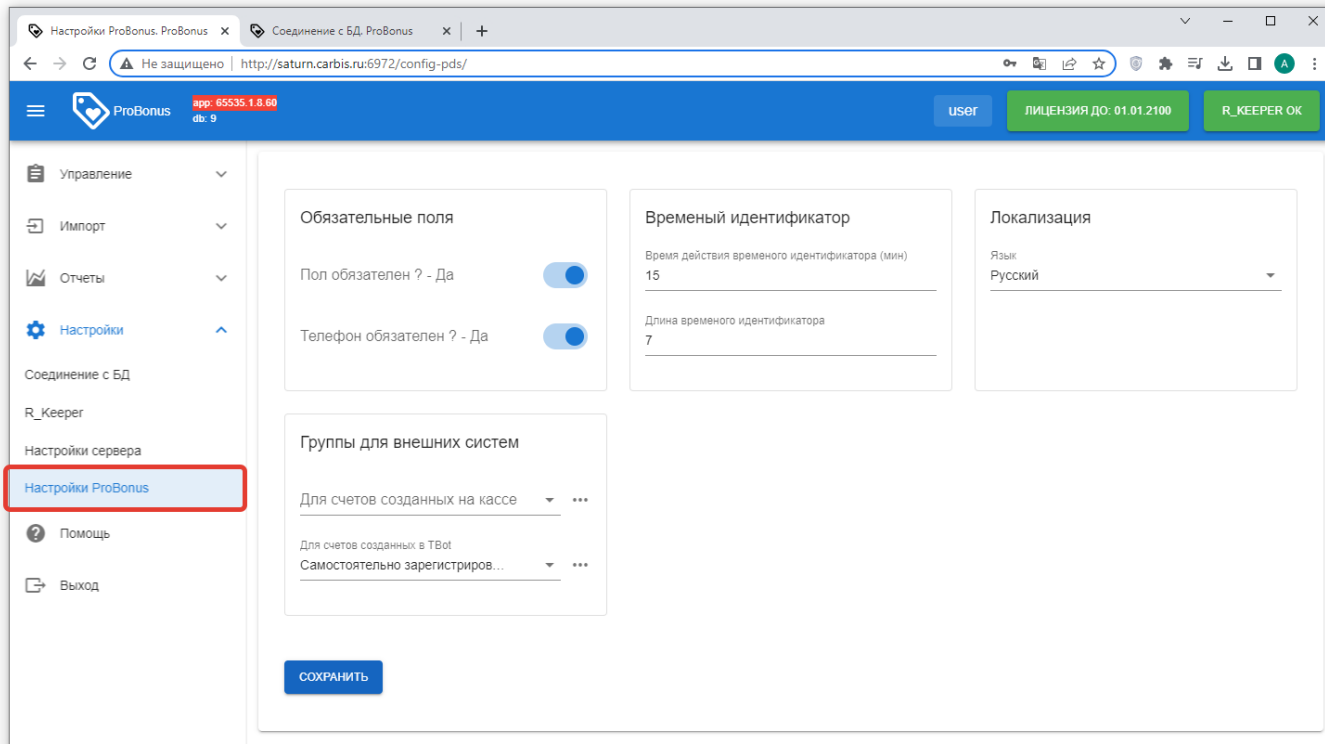 Настройки ProBonus. ProBonus
Соединение с БД. ProBonus
Не защищено http://saturn.carbis.ru:6972/config-pds/
A
ProBonus
app: 65535.1.8.60
db: 9
user
ЛИЦЕНЗИЯ ДО: 01.01.2100
R_KEEPER ОК
Управление
Импорт
Отчеты
Настройки
Соединение с БД
R_Keeper
Настройки сервера
Настройки ProBonus
Помощь
Выход
Обязательные поля
Пол обязателен ? - Да
Телефон обязателен ? - Да
Временый идентификатор
Время действия временого идентификатора (мин)
15
Длина временого идентификатора
7
Локализация
Язык
Русский
Группы для внешних систем
Для счетов созданных на кассе
Для счетов созданных в TBot
Самостоятельно зарегистриров...
СОХРАНИТЬ